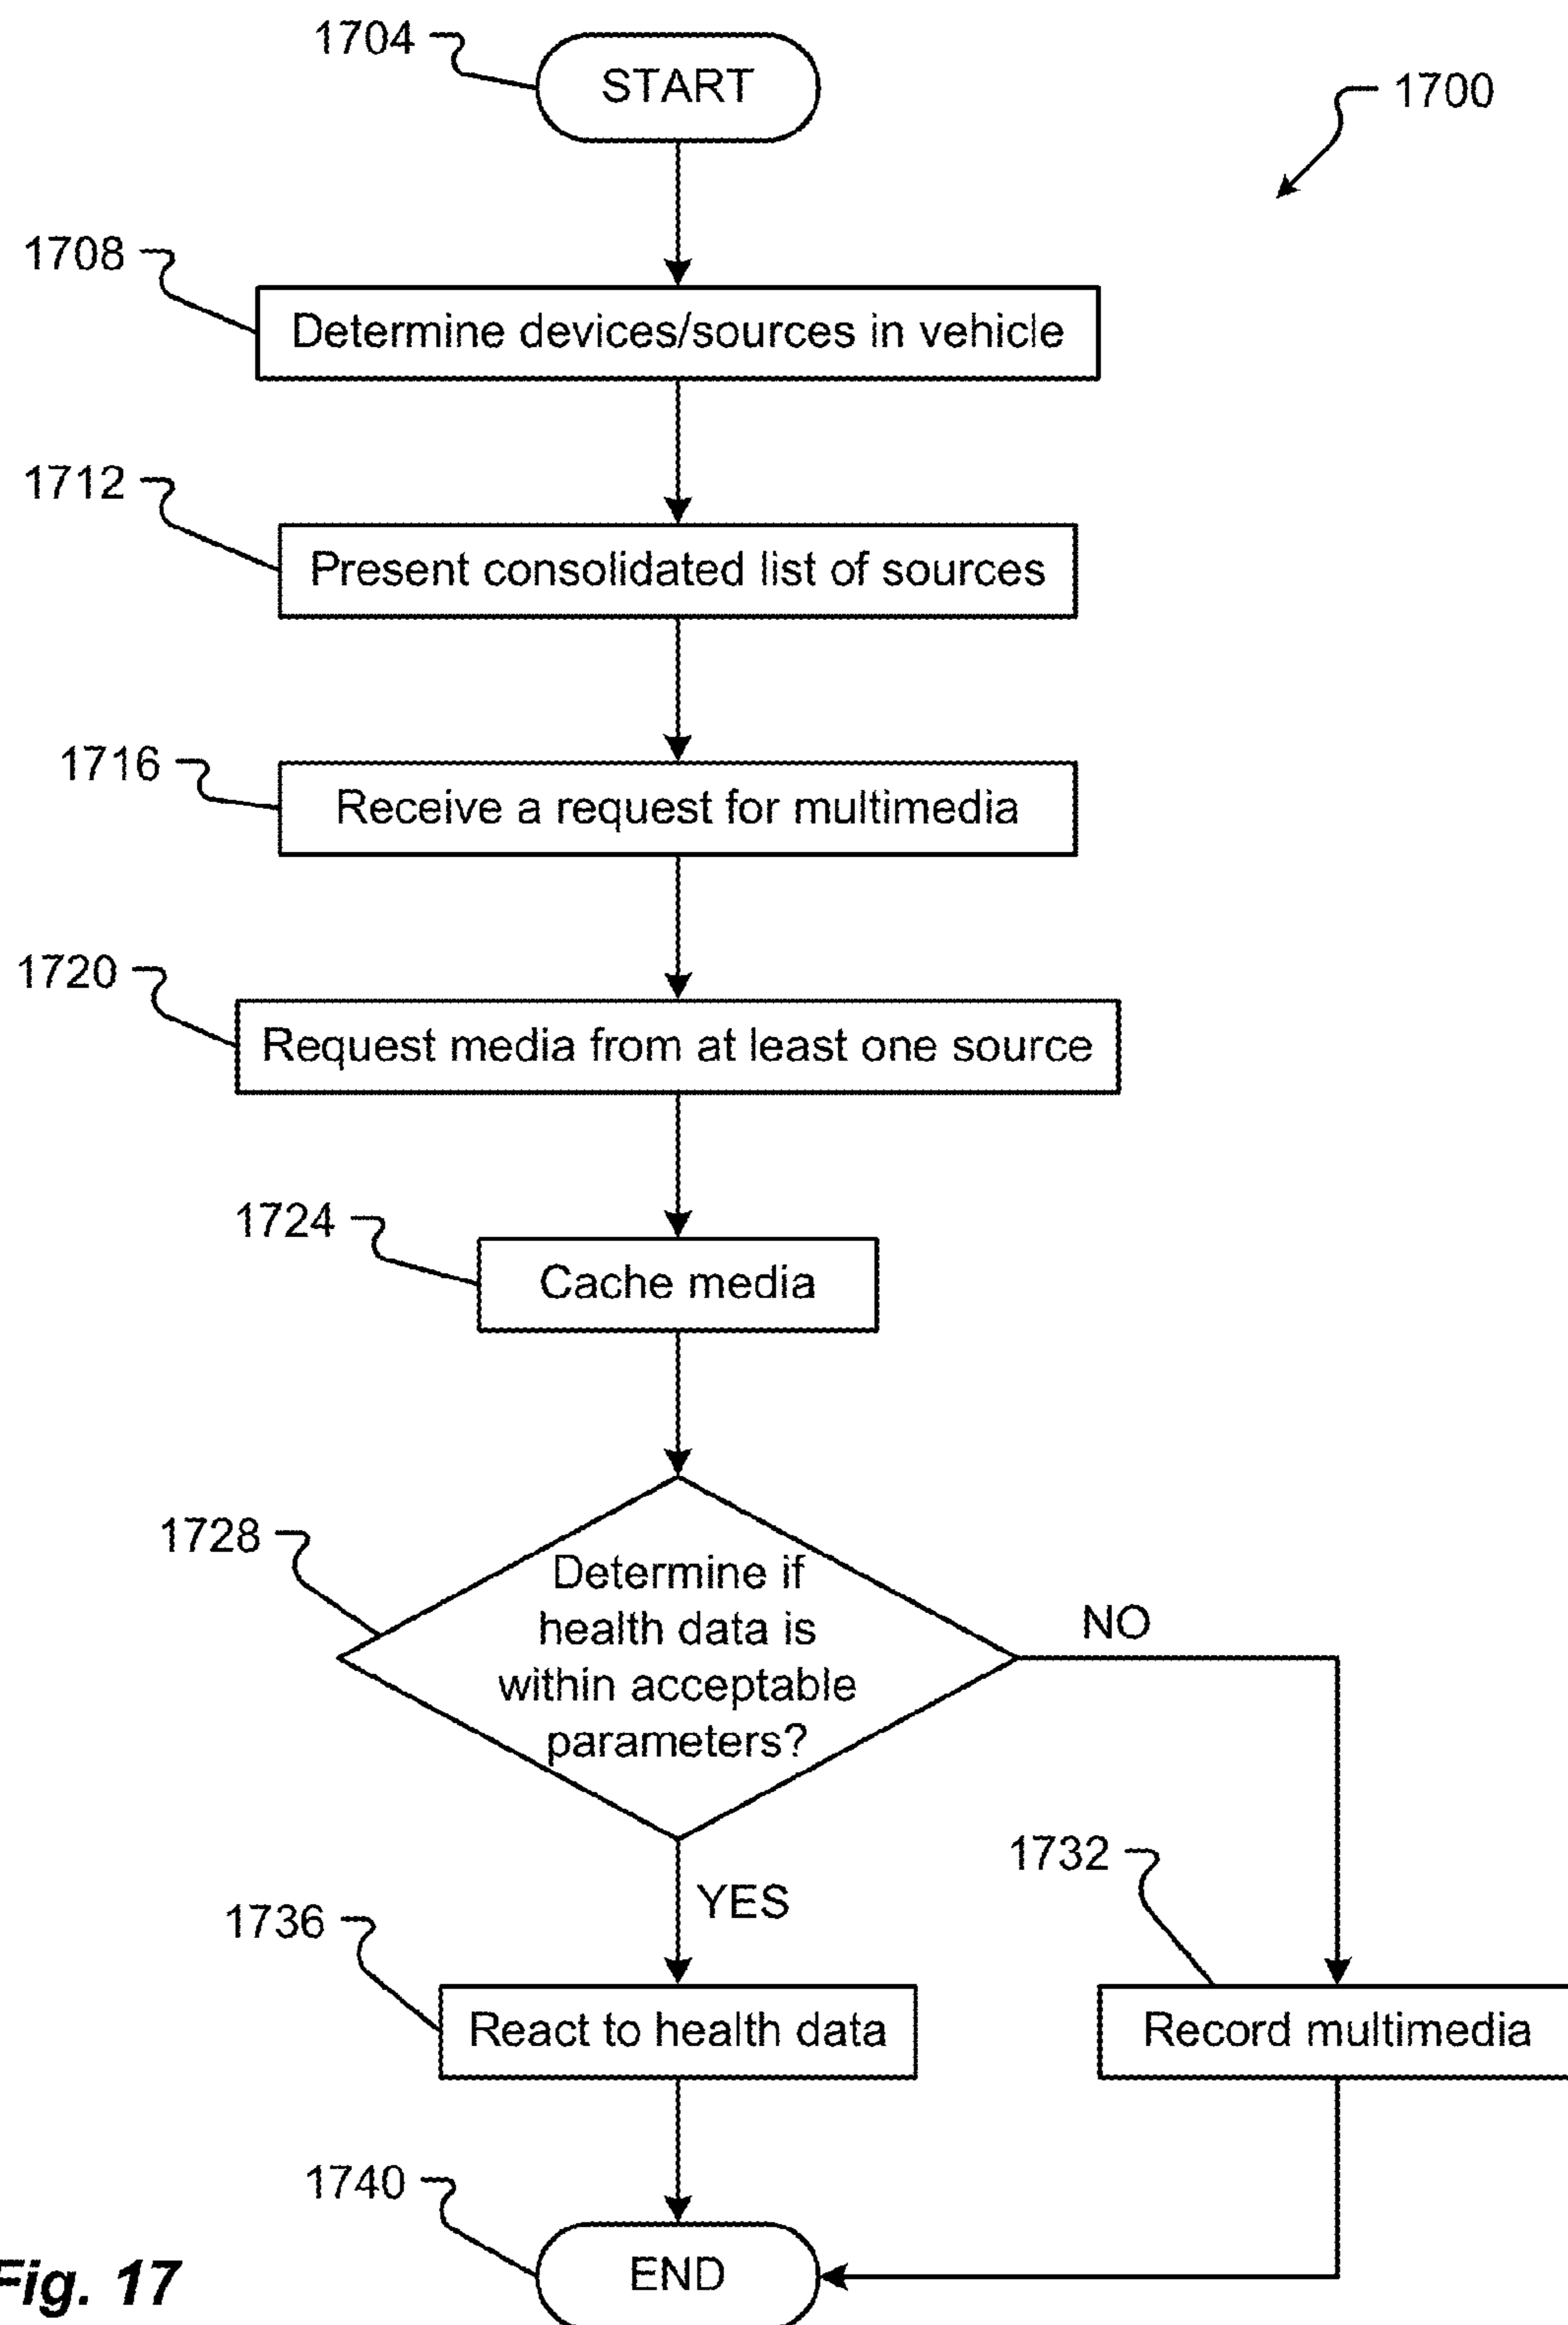 1704
START
1700
1708
Determine devices/sources in vehicle
1712
Present consolidated list of sources
1716
Receive a request for multimedia
1720
Request media from at least one source
1724
Cache media
1728
Determine if
health data is
within acceptable
parameters?
NO
YES
1732
1736
React to health data
Record multimedia
1740
END
Fig. 17